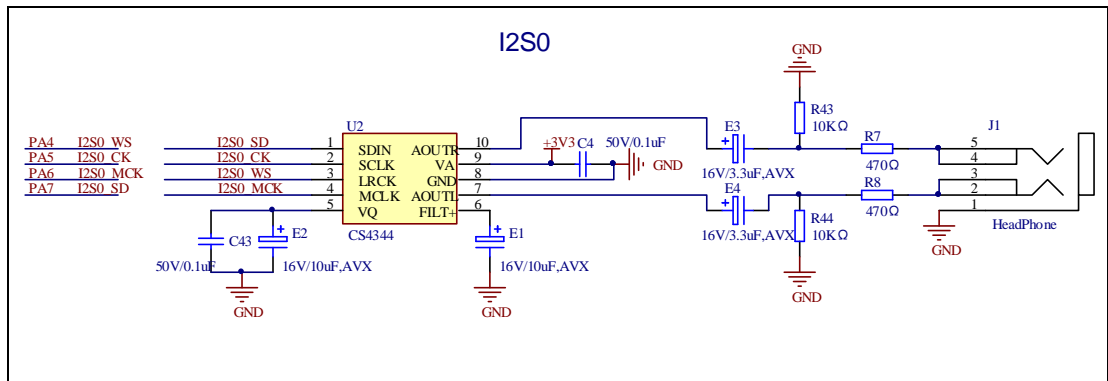 I2S0
GND
U2
E3
R43
10KΩ
R7
J1
PA4 I2S0_WS I2S0_SD 1 SDIN AOUTR 10
+3V3 C4 50V/0.1uF
PA5 I2S0_CK I2S0_CK 2 SCLK VA 9
GND
16V/3.3uF,AVX
470Ω
5
4
PA6 I2S0_MCK I2S0_WS 3 LRCK GND 8
E4
R8
3
PA7 I2S0_SD I2S0_MCK 4 MCLK AOUTL 7
2
5 VQ FILT+ 6
16V/3.3uF,AVX
R44
10KΩ
470Ω
1
HeadPhone
C43
E2
CS4344
E1
GND
50V/0.1uF
16V/10uF,AVX
16V/10uF,AVX
GND
GND
GND